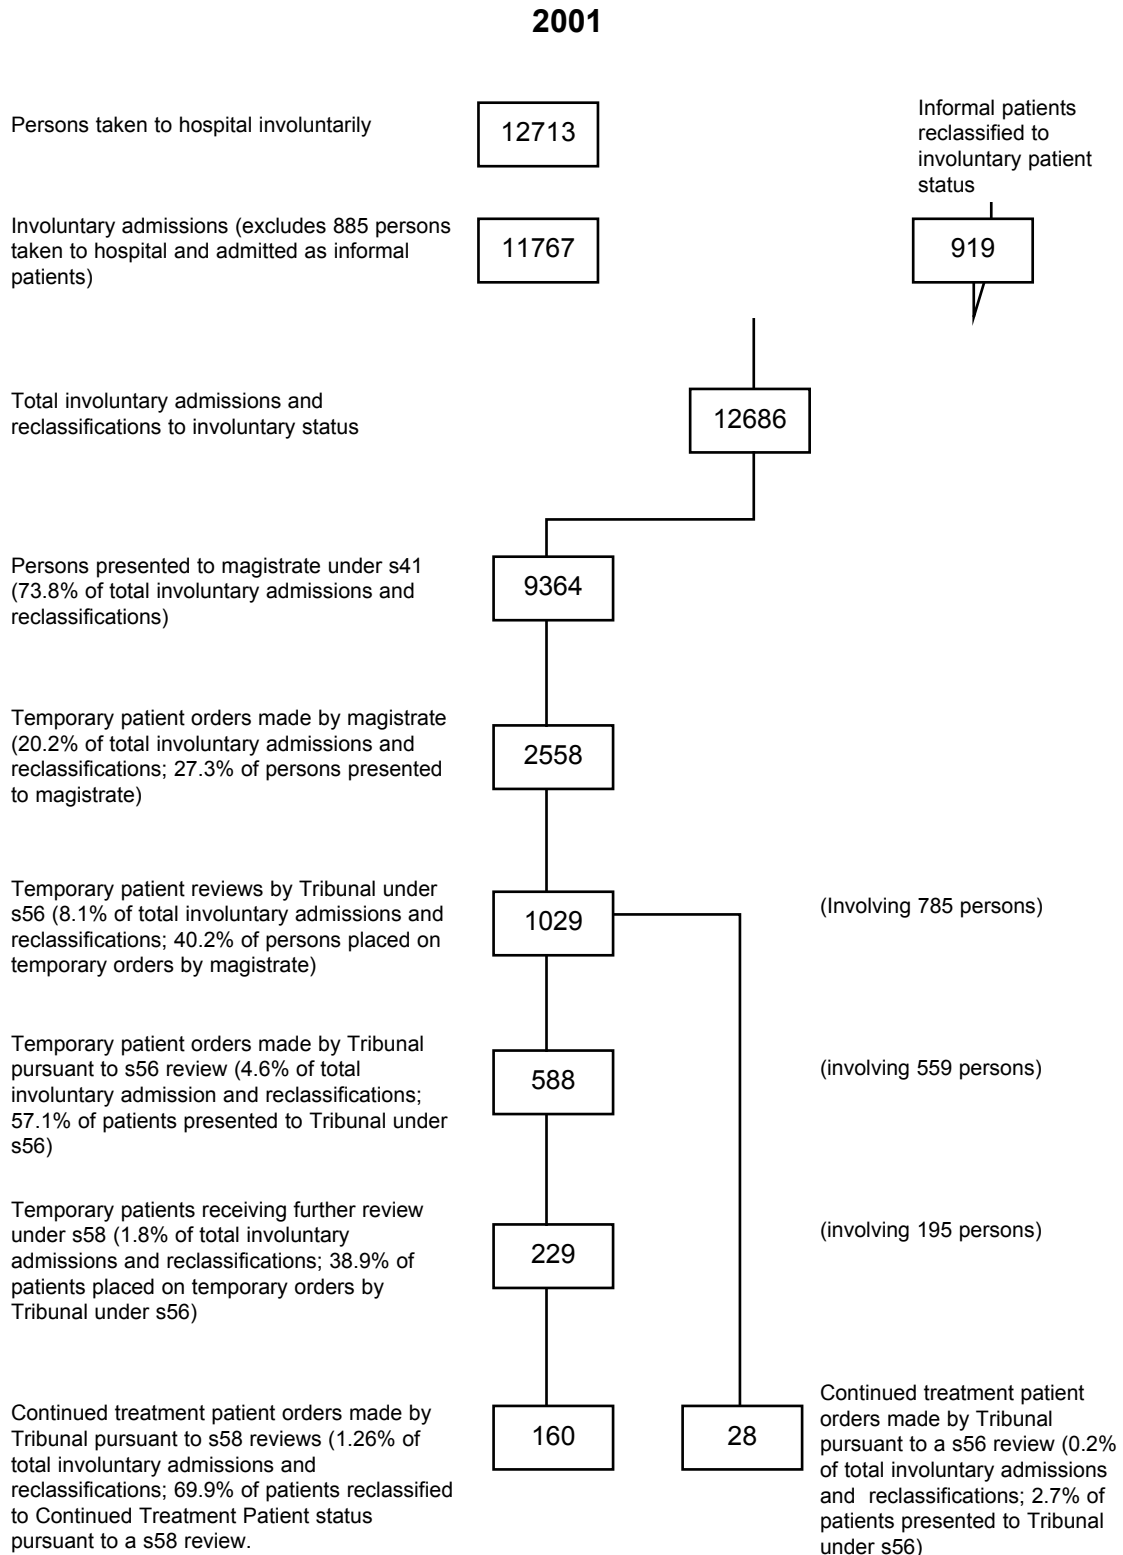 2001
Persons taken to hospital involuntarily
12713
Informal patients
reclassified to
involuntary patient
status
Involuntary admissions (excludes 885 persons
taken to hospital and admitted as informal
patients)
11767
919
Total involuntary admissions and
reclassifications to involuntary status
12686
Persons presented to magistrate under s41
(73.8% of total involuntary admissions and
reclassifications)
9364
Temporary patient orders made by magistrate
(20.2% of total involuntary admissions and
reclassifications; 27.3% of persons presented
to magistrate)
2558
Temporary patient reviews by Tribunal under
s56 (8.1% of total involuntary admissions and
reclassifications; 40.2% of persons placed on
temporary orders by magistrate)
1029
(Involving 785 persons)
Temporary patient orders made by Tribunal
pursuant to s56 review (4.6% of total
involuntary admission and reclassifications;
57.1% of patients presented to Tribunal under
s56)
588
(involving 559 persons)
Temporary patients receiving further review
under s58 (1.8% of total involuntary
admissions and reclassifications; 38.9% of
patients placed on temporary orders by
Tribunal under s56)
229
(involving 195 persons)
Continued treatment patient orders made by
Tribunal pursuant to s58 reviews (1.26% of
total involuntary admissions and
reclassifications; 69.9% of patients reclassified
to Continued Treatment Patient status
pursuant to a s58 review.
160
28
Continued treatment patient
orders made by Tribunal
pursuant to a s56 review (0.2%
of total involuntary admissions
and reclassifications; 2.7% of
patients presented to Tribunal
under s56)